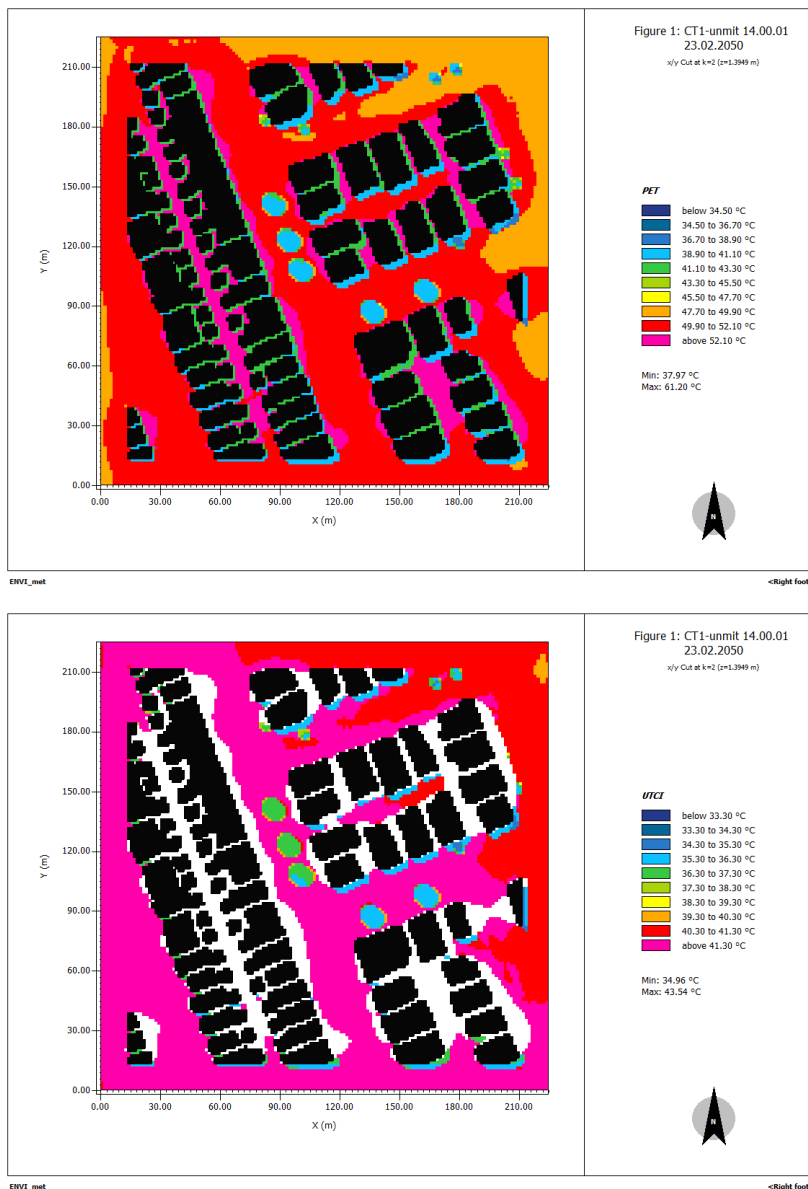 Figure 1: CT1-unmit 14.00.01
23.02.2050
x/y Cut at k=2 (z=1.3949 m)
210.00
180.00
150.00
120.00
90.00
60.00
30.00
0.00
Y (m)
0.00 30.00 60.00 90.00 120.00 150.00 180.00 210.00
X (m)
PET
below 34.50 °C
34.50 to 36.70 °C
36.70 to 38.90 °C
38.90 to 41.10 °C
41.10 to 43.30 °C
43.30 to 45.50 °C
45.50 to 47.70 °C
47.70 to 49.90 °C
49.90 to 52.10 °C
above 52.10 °C
Min: 37.97 °C
Max: 61.20 °C
N
ENVI_met
<Right foot
Figure 1: CT1-unmit 14.00.01
23.02.2050
x/y Cut at k=2 (z=1.3949 m)
210.00
180.00
150.00
120.00
90.00
60.00
30.00
0.00
Y (m)
0.00 30.00 60.00 90.00 120.00 150.00 180.00 210.00
X (m)
UTCI
below 33.30 °C
33.30 to 34.30 °C
34.30 to 35.30 °C
35.30 to 36.30 °C
36.30 to 37.30 °C
37.30 to 38.30 °C
38.30 to 39.30 °C
39.30 to 40.30 °C
40.30 to 41.30 °C
above 41.30 °C
Min: 34.96 °C
Max: 43.54 °C
N
ENVI_met
<Right foot